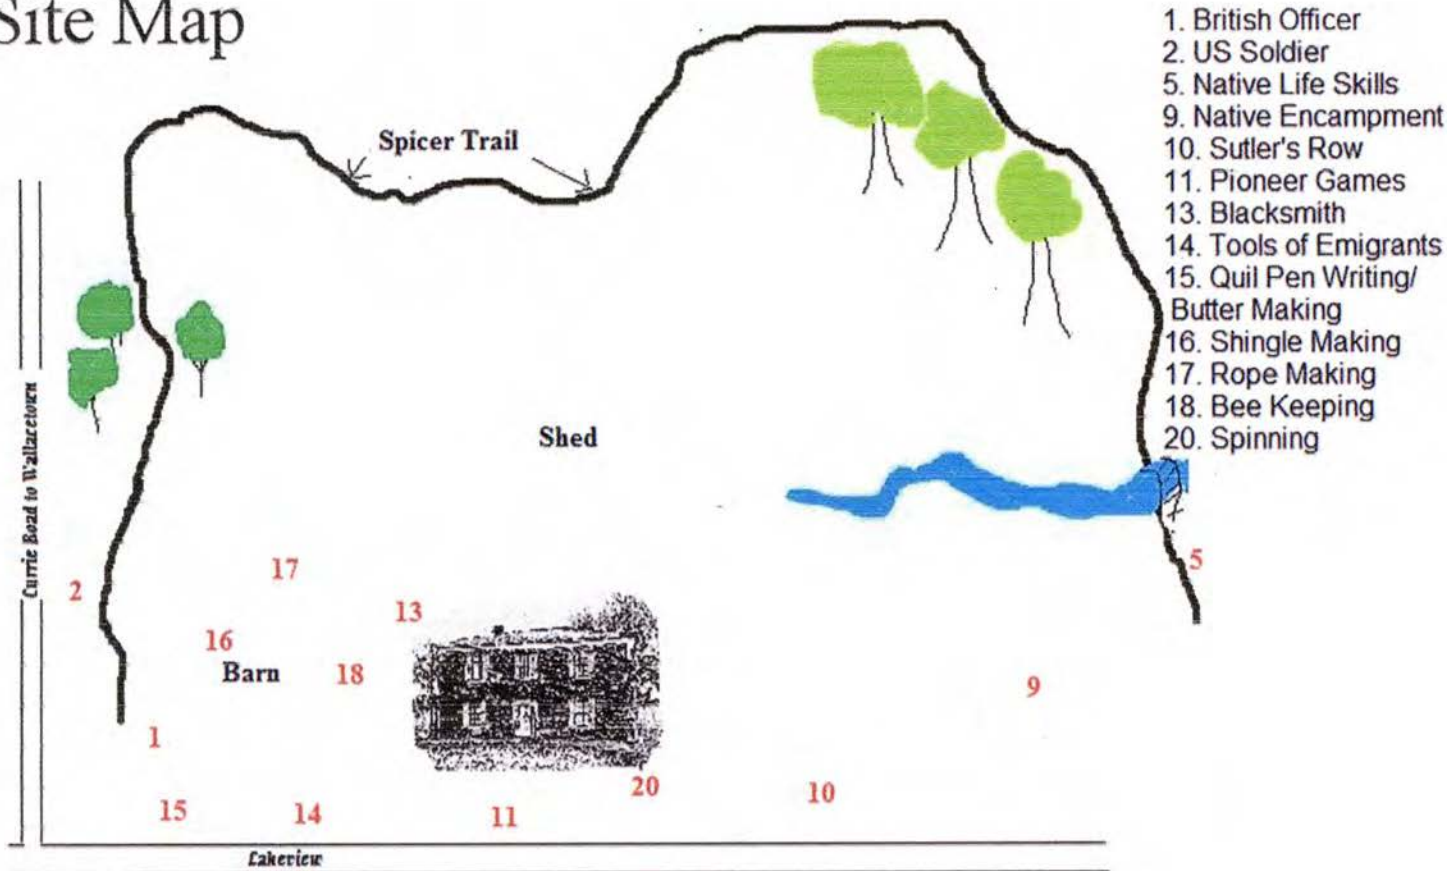 Site Map
1. British Officer
2. US Soldier
5. Native Life Skills
9. Native Encampment
10. Sutler's Row
11. Pioneer Games
13. Blacksmith
14. Tools of Emigrants
15. Quil Pen Writing/
Butter Making
16. Shingle Making
17. Rope Making
18. Bee Keeping
20. Spinning
Spicer Trail
Currie Road to Wallacetown
Shed
17
5
2
13
16
Barn
18
9
1
20
10
15
14
11
Lakeview